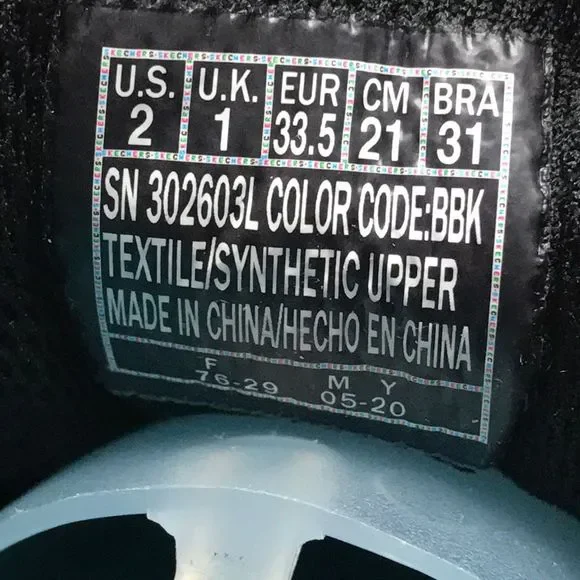 U.S. U.K. EUR CM BRA
2 1 33.5 21 31
SN 302603L COLOR CODE:BBK
TEXTILE/SYNTHETIC UPPER
MADE IN CHINA/HECHO EN CHINA
F M Y
76-29 05-20